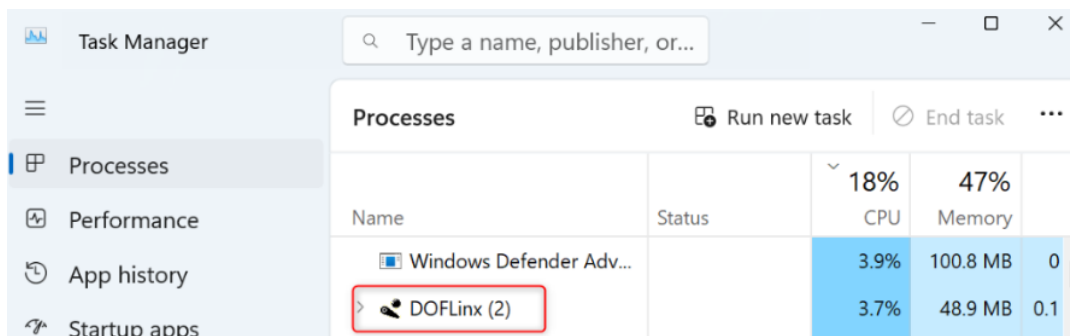 Task Manager
Type a name, publisher, or...
Processes
Run new task
End task
Processes
Performance
App history
Startup apps
18%
47%
Name
Status
CPU
Memory
Windows Defender Adv...
3.9%
100.8 MB
0
DOFLinx (2)
3.7%
48.9 MB
0.1